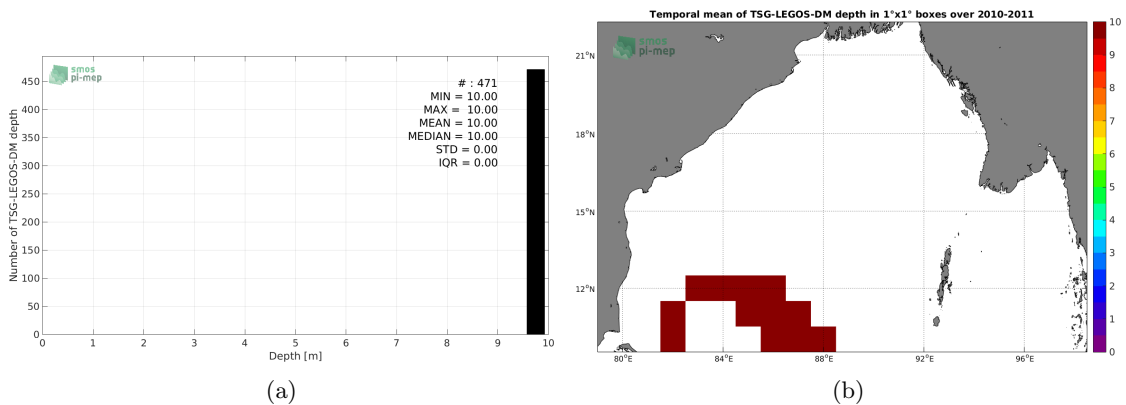 smos
pi-mep
# : 471
MIN = 10.00
MAX = 10.00
MEAN = 10.00
MEDIAN = 10.00
STD = 0.00
IQR = 0.00
Number of TSG-LEGOS-DM depth
450
400
350
300
250
200
150
100
50
0
0 1 2 3 4 5 6 7 8 9 10
Depth [m]
(a)
Temporal mean of TSG-LEGOS-DM depth in 1°x1° boxes over 2010-2011
smos
pi-mep
21°N
18°N
15°N
12°N
80°E 84°E 88°E 92°E 96°E
10
9
8
7
6
5
4
3
2
1
0
(b)